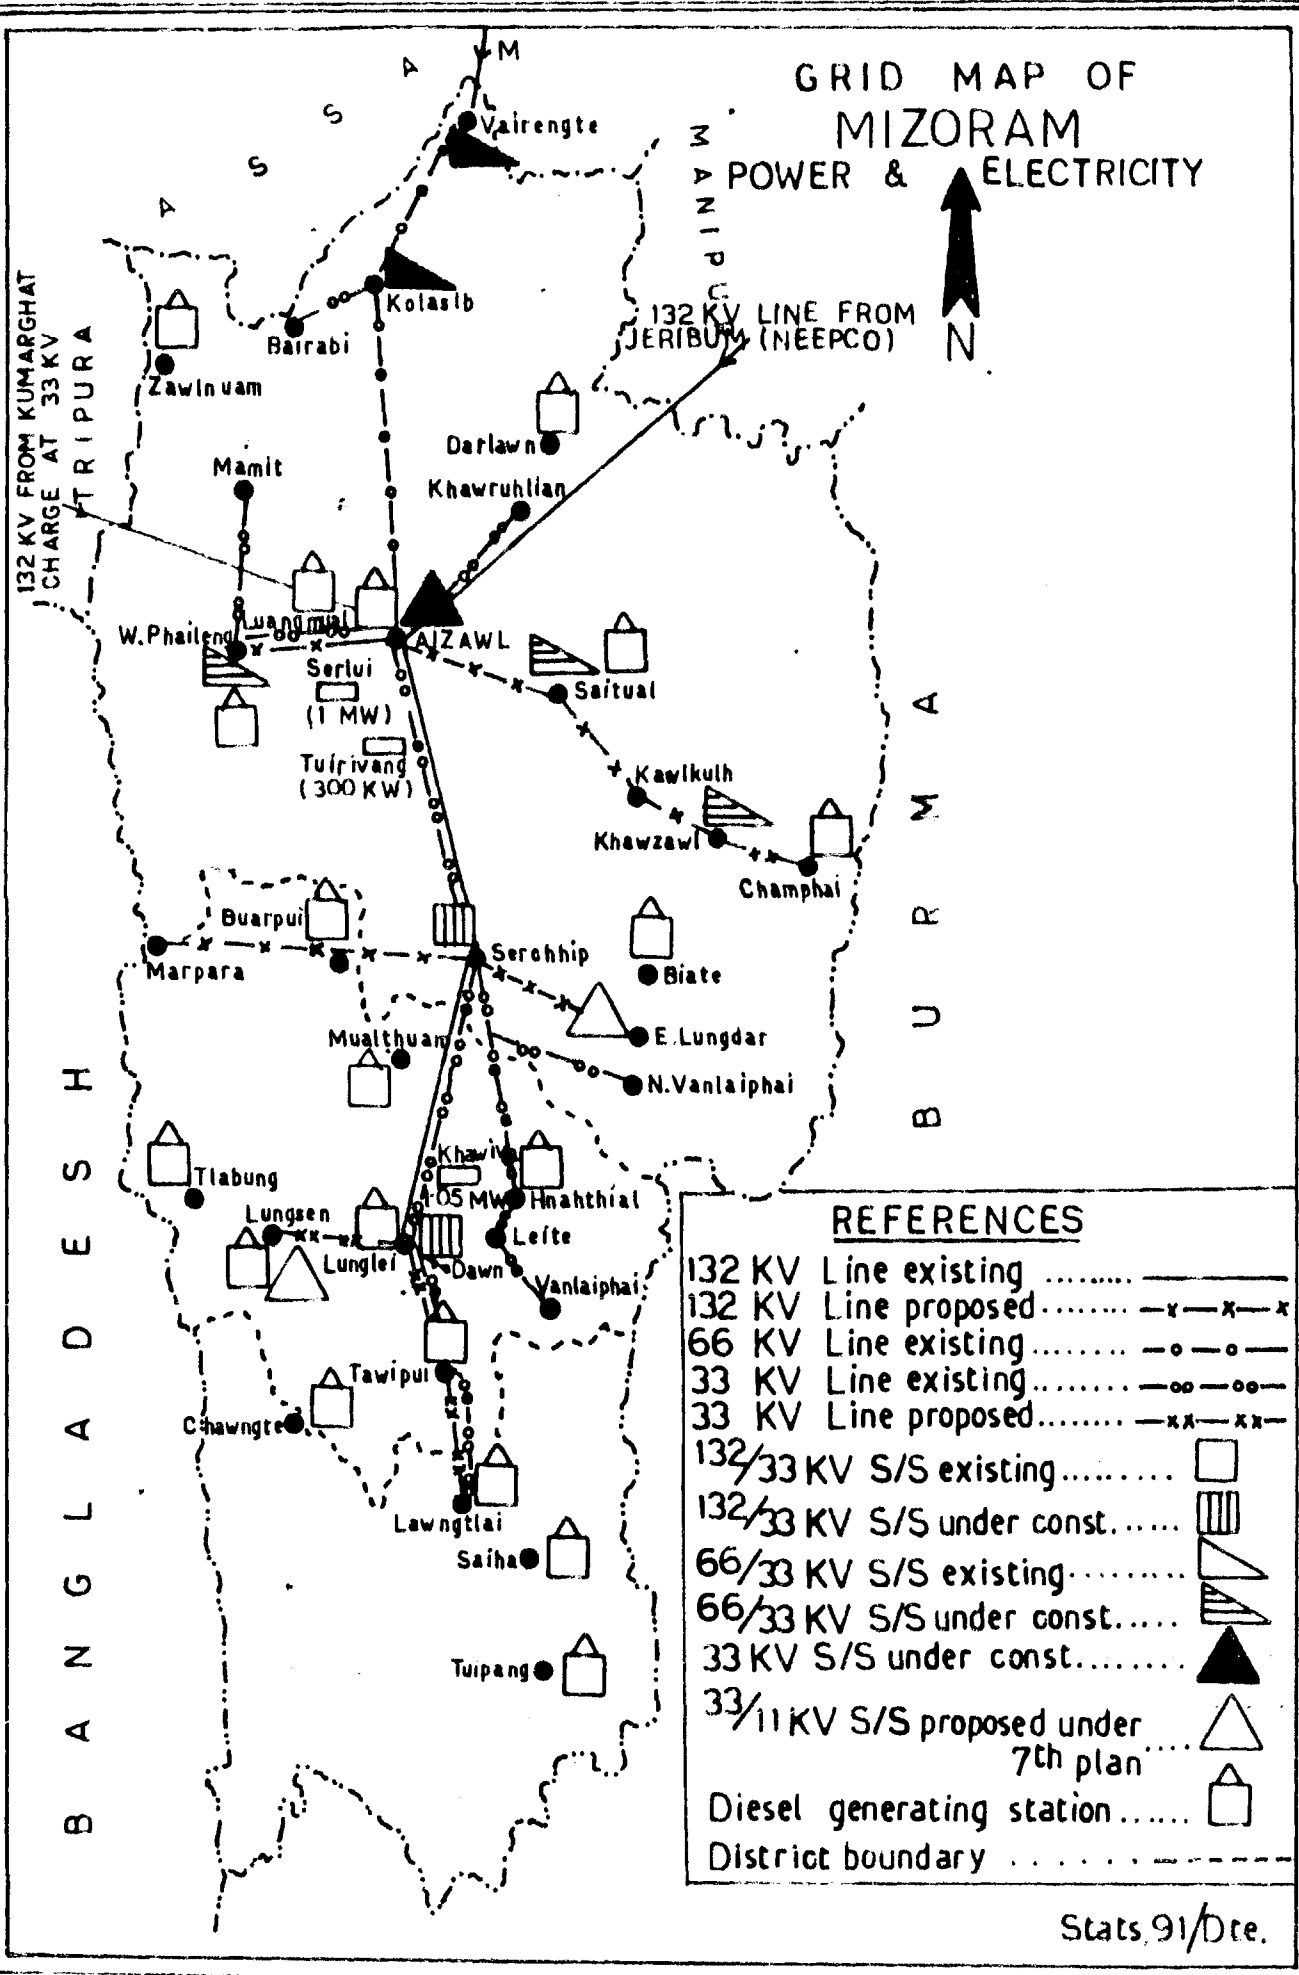 GRID MAP OF
MIZORAM
POWER & ELECTRICITY
N
ASSAM
MANIPU
TRIPURA
132 KV FROM KUMARGHAT
CHARGE AT 33 KV
132 KV LINE FROM
JERIBUM (NEEPCO)
BURMA
BANGLADESH
Vairengte
Kolasib
Bairabi
Zawlnuam
Darlawn
Mamit
Khawruhlian
Luangmual
W.Phaileng
AIZAWL
Serlui
(1 MW)
Saitual
Tuirivang
(300 KW)
Kawlkulh
Khawzawl
Champhai
Buarpui
Marpara
Serchhip
Biate
Mualthuam
E.Lungdar
N.Vanlaiphai
Khawiva
1.05 MW
Hnahthial
Tlabung
Lungsen
Leite
Lunglei
Dawn
Vanlaiphai
Tawipui
Chawngte
Lawngtlai
Saiha
Tuipang
REFERENCES
132 KV Line existing .........
132 KV Line proposed ........
66 KV Line existing ........
33 KV Line existing ........
33 KV Line proposed ........
132/33 KV S/S existing .........
132/33 KV S/S under const. .....
66/33 KV S/S existing .........
66/33 KV S/S under const. .....
33 KV S/S under const. .......
33/11 KV S/S proposed under
7th plan ....
Diesel generating station ......
District boundary . . . . .
Stats, 91/Dte.